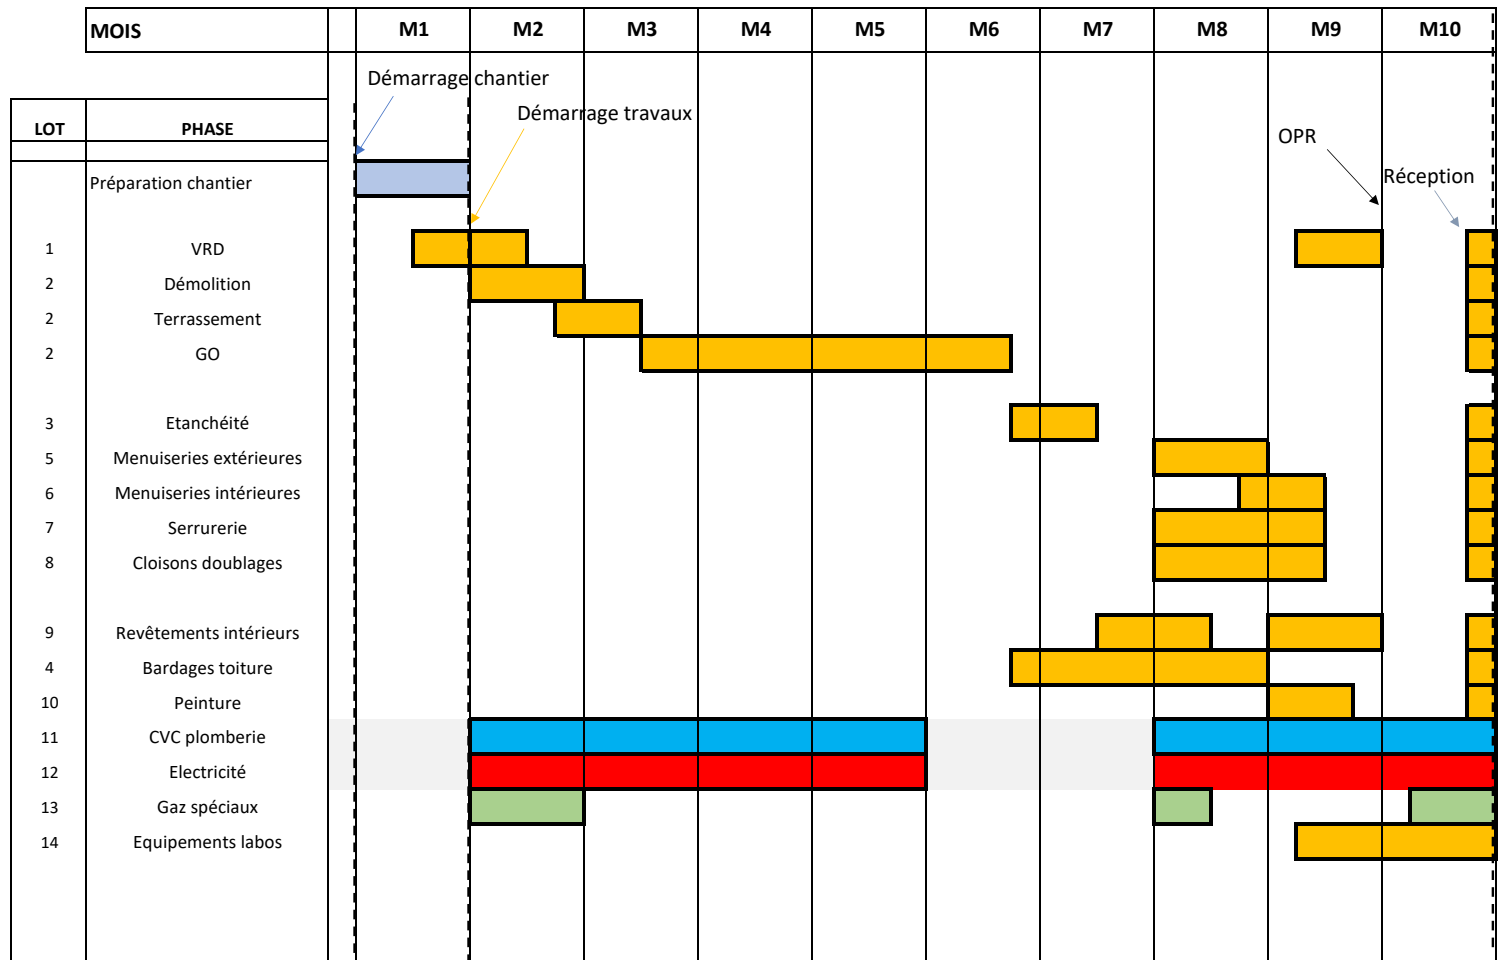 MOIS M1 M2 M3 M4 M5 M6 M7 M8 M9 M10
Démarrage chantier
Démarrage travaux
LOT PHASE
OPR
Réception
Préparation chantier
1 VRD
2 Démolition
2 Terrassement
2 GO
3 Etanchéité
5 Menuiseries extérieures
6 Menuiseries intérieures
7 Serrurerie
8 Cloisons doublages
9 Revêtements intérieurs
4 Bardages toiture
10 Peinture
11 CVC plomberie
12 Electricité
13 Gaz spéciaux
14 Equipements labos